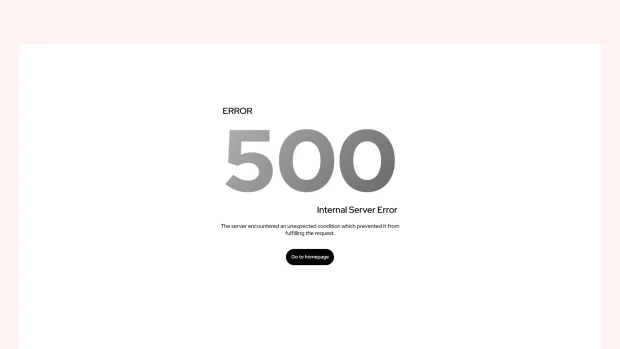 ERROR
500
Internal Server Error
The server encountered an unexpected condition which prevented it from
fulfilling the request.
Go to homepage